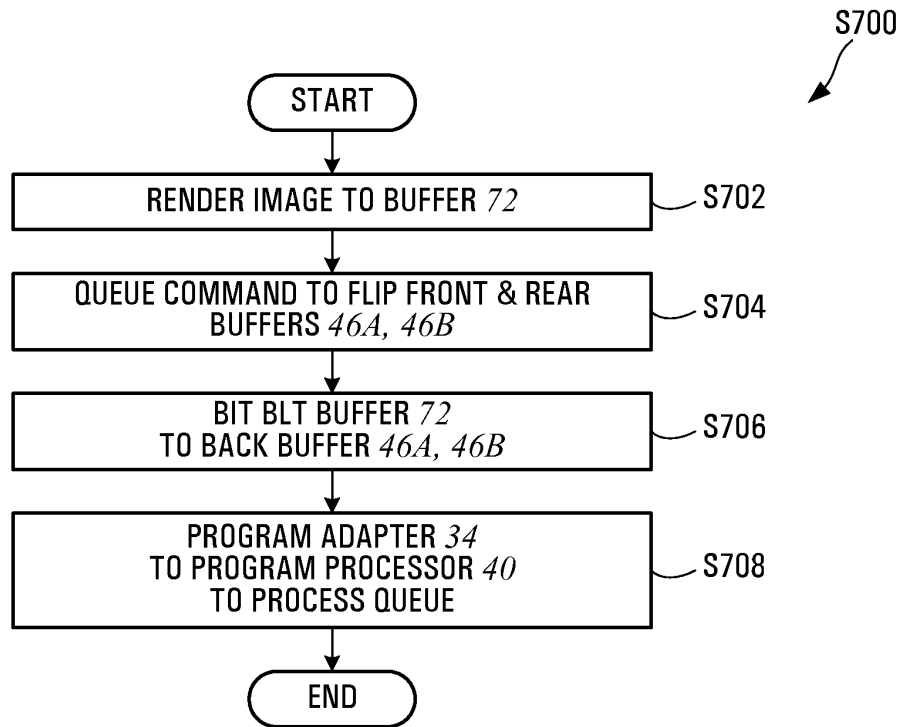 S700
START
RENDER IMAGE TO BUFFER 72
S702
QUEUE COMMAND TO FLIP FRONT & REAR
BUFFERS 46A, 46B
S704
BIT BLT BUFFER 72
TO BACK BUFFER 46A, 46B
S706
PROGRAM ADAPTER 34
TO PROGRAM PROCESSOR 40
TO PROCESS QUEUE
S708
END